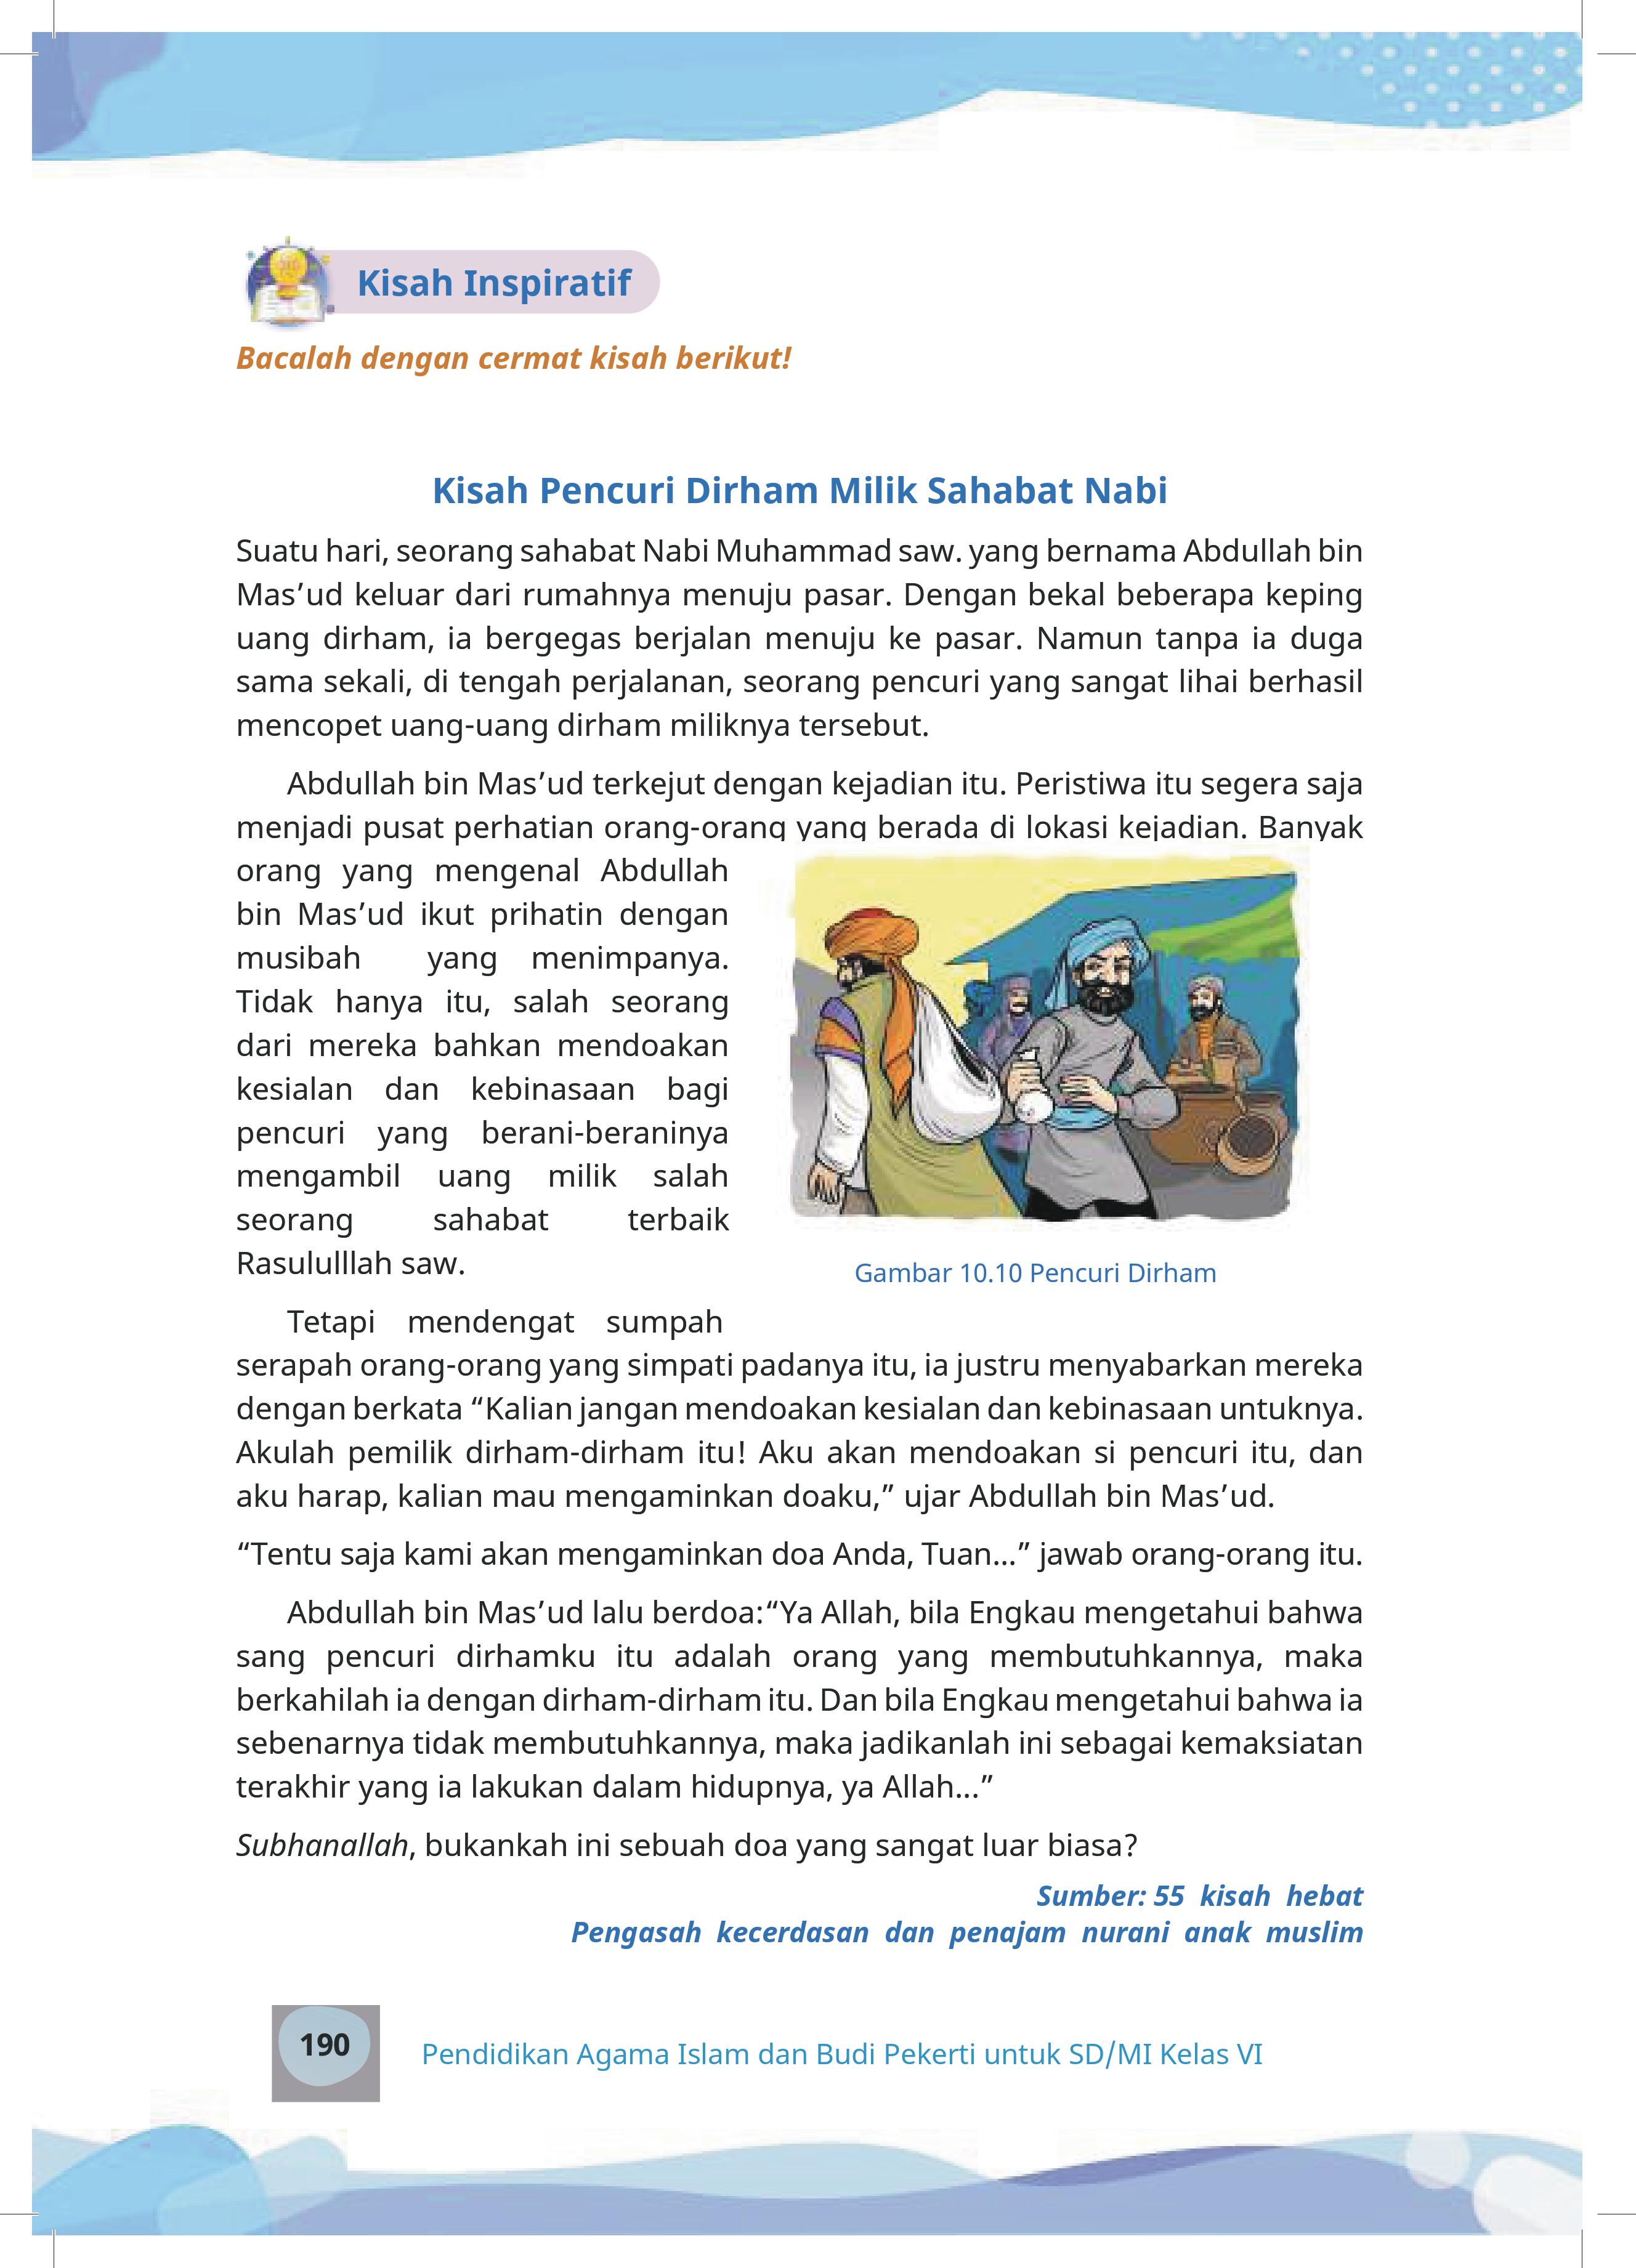 Kisah Inspiratif
Bacalah dengan cermat kisah berikut!
Kisah Pencuri Dirham Milik Sahabat Nabi
Suatu hari, seorang sahabat Nabi Muhammad saw. yang bernama Abdullah bin
Mas’ud keluar dari rumahnya menuju pasar. Dengan bekal beberapa keping
uang dirham, ia bergegas berjalan menuju ke pasar. Namun tanpa ia duga
sama sekali, di tengah perjalanan, seorang pencuri yang sangat lihai berhasil
mencopet uang-uang dirham miliknya tersebut.
Abdullah bin Mas’ud terkejut dengan kejadian itu. Peristiwa itu segera saja
menjadi pusat perhatian orang-orang yang berada di lokasi kejadian. Banyak
orang yang mengenal Abdullah
bin Mas’ud ikut prihatin dengan
musibah yang menimpanya.
Tidak hanya itu, salah seorang
dari mereka bahkan mendoakan
kesialan dan kebinasaan bagi
pencuri yang berani-beraninya
mengambil uang milik salah
seorang sahabat terbaik
Rasululllah saw.
Gambar 10.10 Pencuri Dirham
Tetapi mendengat sumpah
serapah orang-orang yang simpati padanya itu, ia justru menyabarkan mereka
dengan berkata “Kalian jangan mendoakan kesialan dan kebinasaan untuknya.
Akulah pemilik dirham-dirham itu! Aku akan mendoakan si pencuri itu, dan
aku harap, kalian mau mengaminkan doaku,” ujar Abdullah bin Mas’ud.
“Tentu saja kami akan mengaminkan doa Anda, Tuan...” jawab orang-orang itu.
Abdullah bin Mas’ud lalu berdoa:“Ya Allah, bila Engkau mengetahui bahwa
sang pencuri dirhamku itu adalah orang yang membutuhkannya, maka
berkahilah ia dengan dirham-dirham itu. Dan bila Engkau mengetahui bahwa ia
sebenarnya tidak membutuhkannya, maka jadikanlah ini sebagai kemaksiatan
terakhir yang ia lakukan dalam hidupnya, ya Allah...”
Subhanallah, bukankah ini sebuah doa yang sangat luar biasa?
Sumber: 55 kisah hebat
Pengasah kecerdasan dan penajam nurani anak muslim
190
Pendidikan Agama Islam dan Budi Pekerti untuk SD/MI Kelas VI